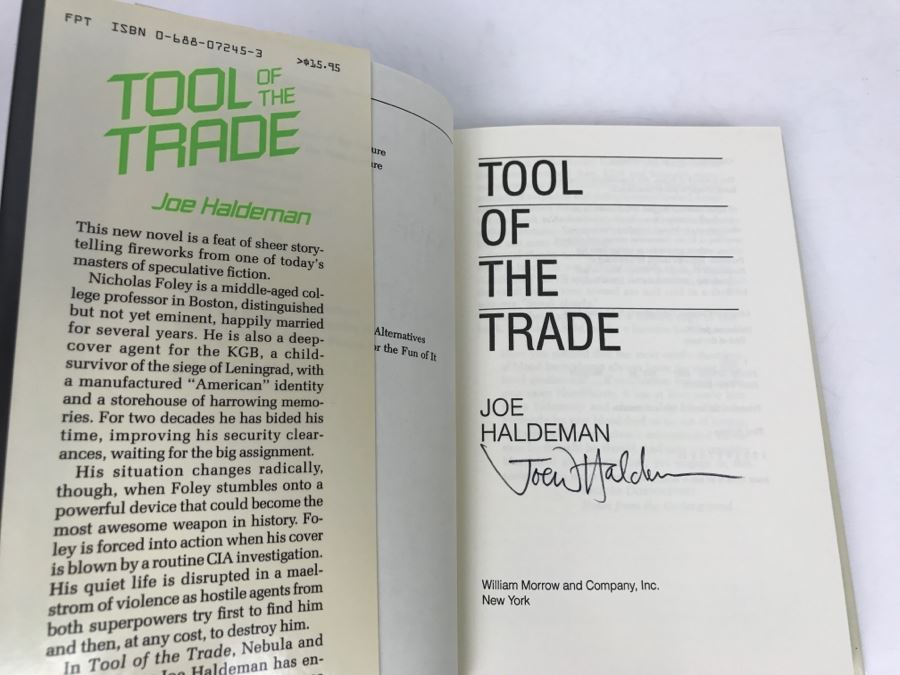 FPT ISBN 0-688-07245-3 >$15.95
TOOL OF
THE
TRADE
Joe Haldeman
This new novel is a feat of sheer story-
telling fireworks from one of today's
masters of speculative fiction.
Nicholas Foley is a middle-aged col-
lege professor in Boston, distinguished
but not yet eminent, happily married
for several years. He is also a deep-
cover agent for the KGB, a child-
survivor of the siege of Leningrad, with
a manufactured "American" identity
and a storehouse of harrowing memo-
ries. For two decades he has bided his
time, improving his security clear-
ances, waiting for the big assignment.
His situation changes radically,
though, when Foley stumbles onto a
powerful device that could become the
most awesome weapon in history. Fo-
ley is forced into action when his cover
is blown by a routine CIA investigation.
His quiet life is disrupted in a mael-
strom of violence as hostile agents from
both superpowers try first to find him
and then, at any cost, to destroy him.
In Tool of the Trade, Nebula and
Joe Haldeman has en-
ure
re
Alternatives
r the Fun of It
TOOL
OF
THE
TRADE
JOE
HALDEMAN
Joe W Haldeman
William Morrow and Company, Inc.
New York